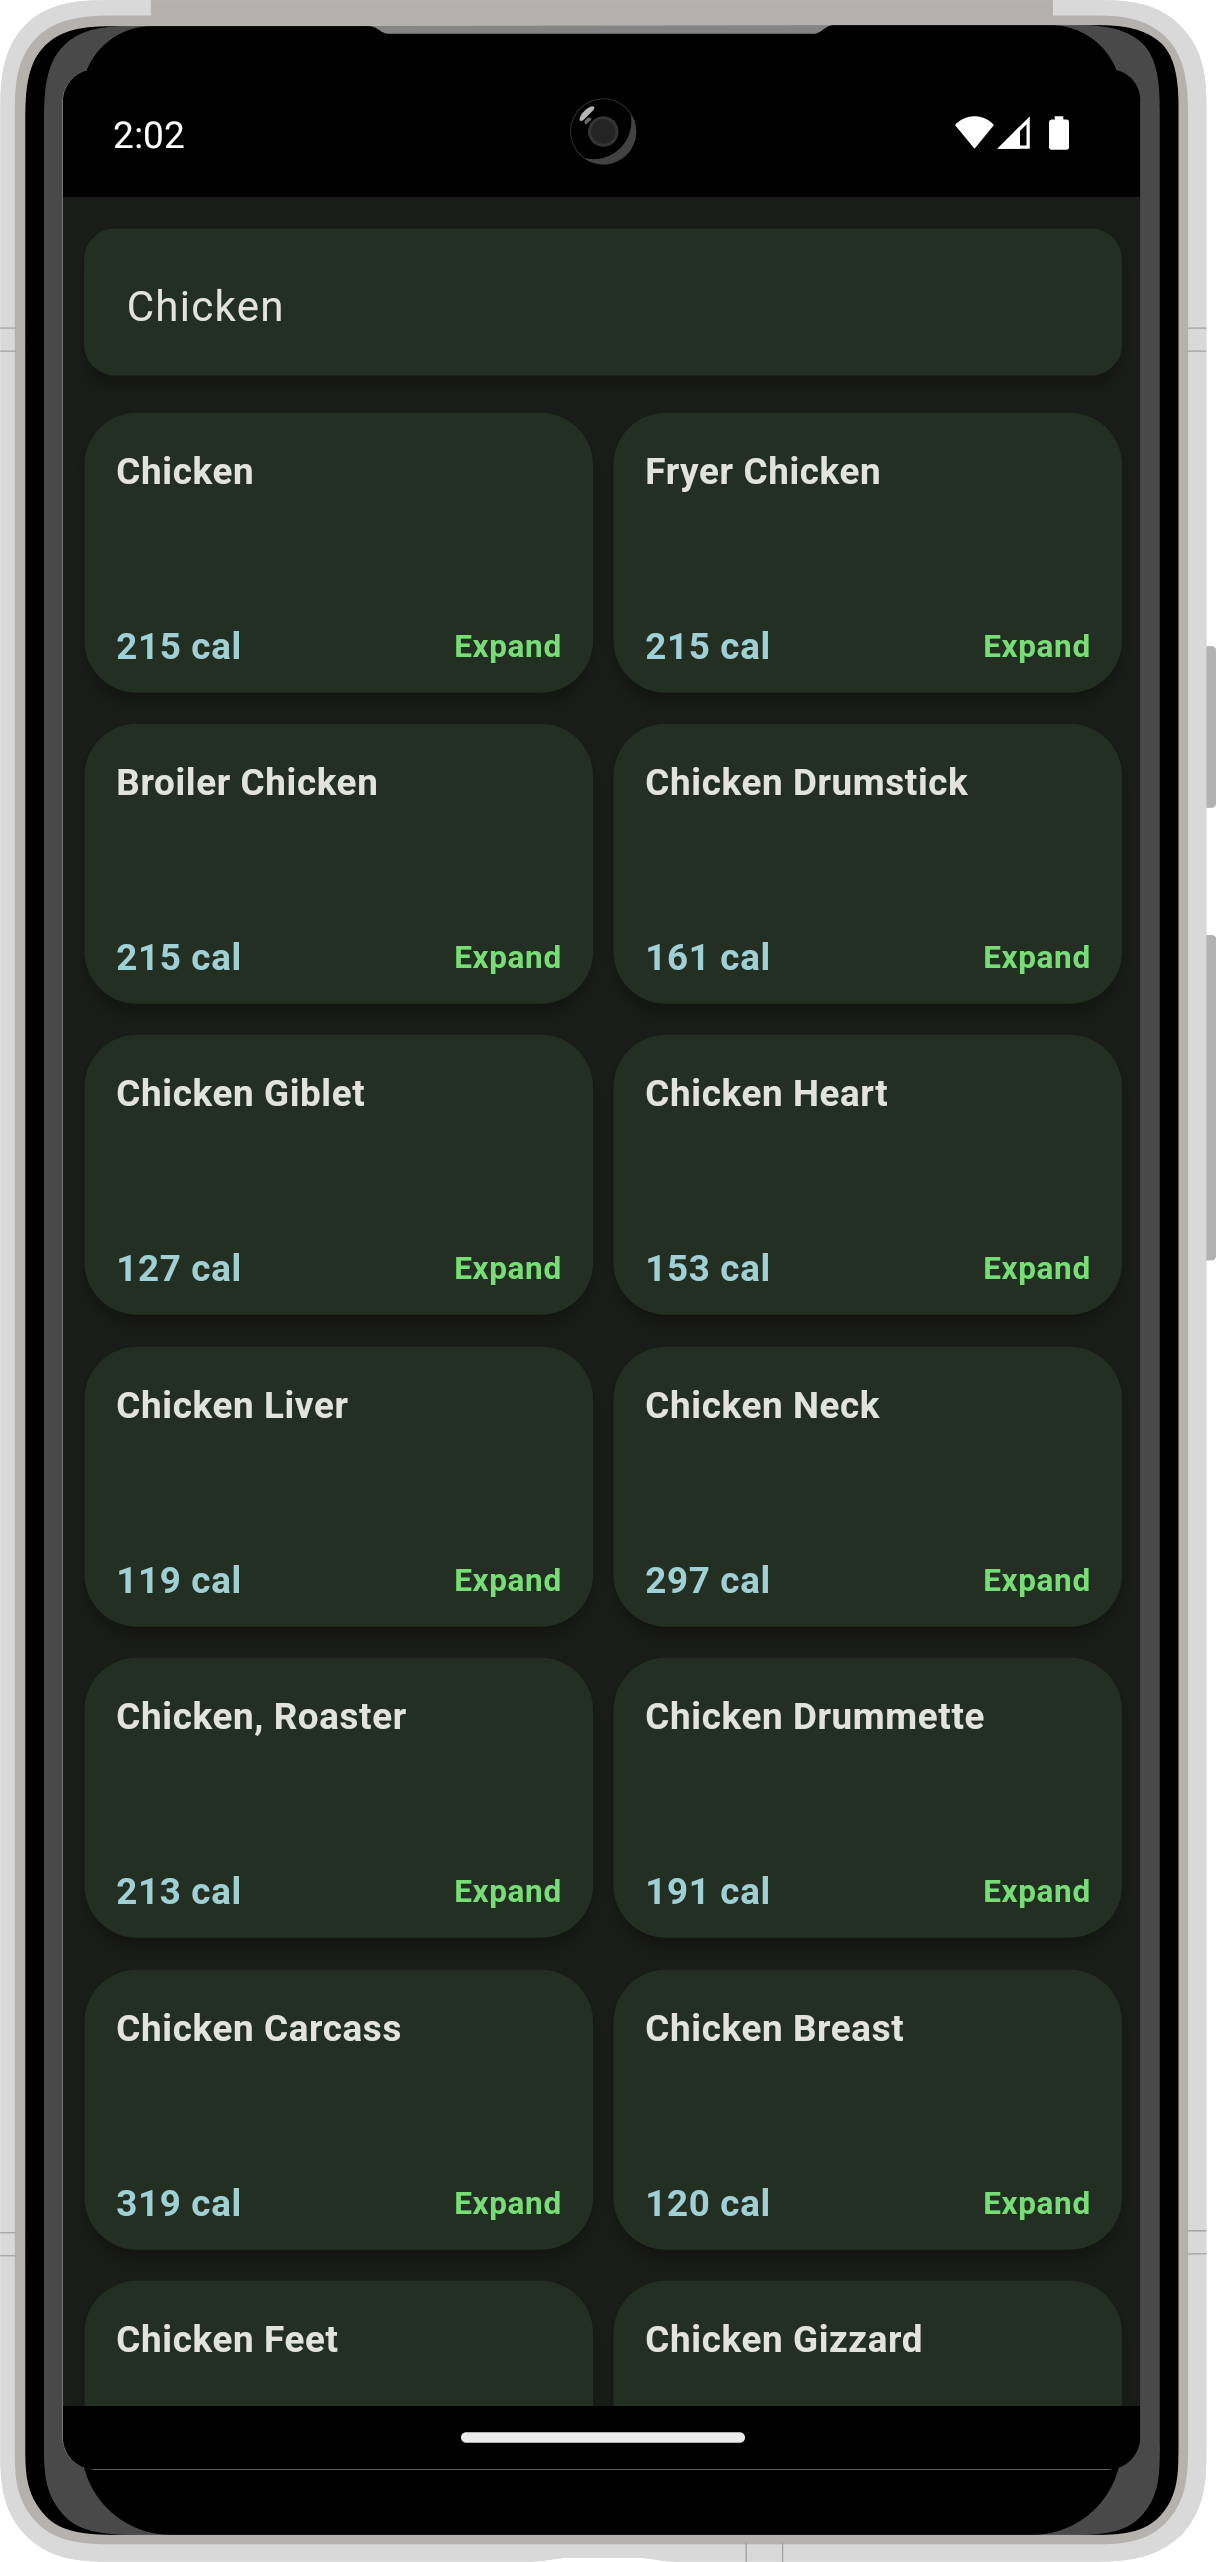 2:02
Chicken
Chicken
Fryer Chicken
215 cal
Expand
215 cal
Expand
Broiler Chicken
Chicken Drumstick
215 cal
Expand
161 cal
Expand
Chicken Giblet
Chicken Heart
127 cal
Expand
153 cal
Expand
Chicken Liver
Chicken Neck
119 cal
Expand
297 cal
Expand
Chicken, Roaster
Chicken Drummette
213 cal
Expand
191 cal
Expand
Chicken Carcass
Chicken Breast
319 cal
Expand
120 cal
Expand
Chicken Feet
Chicken Gizzard